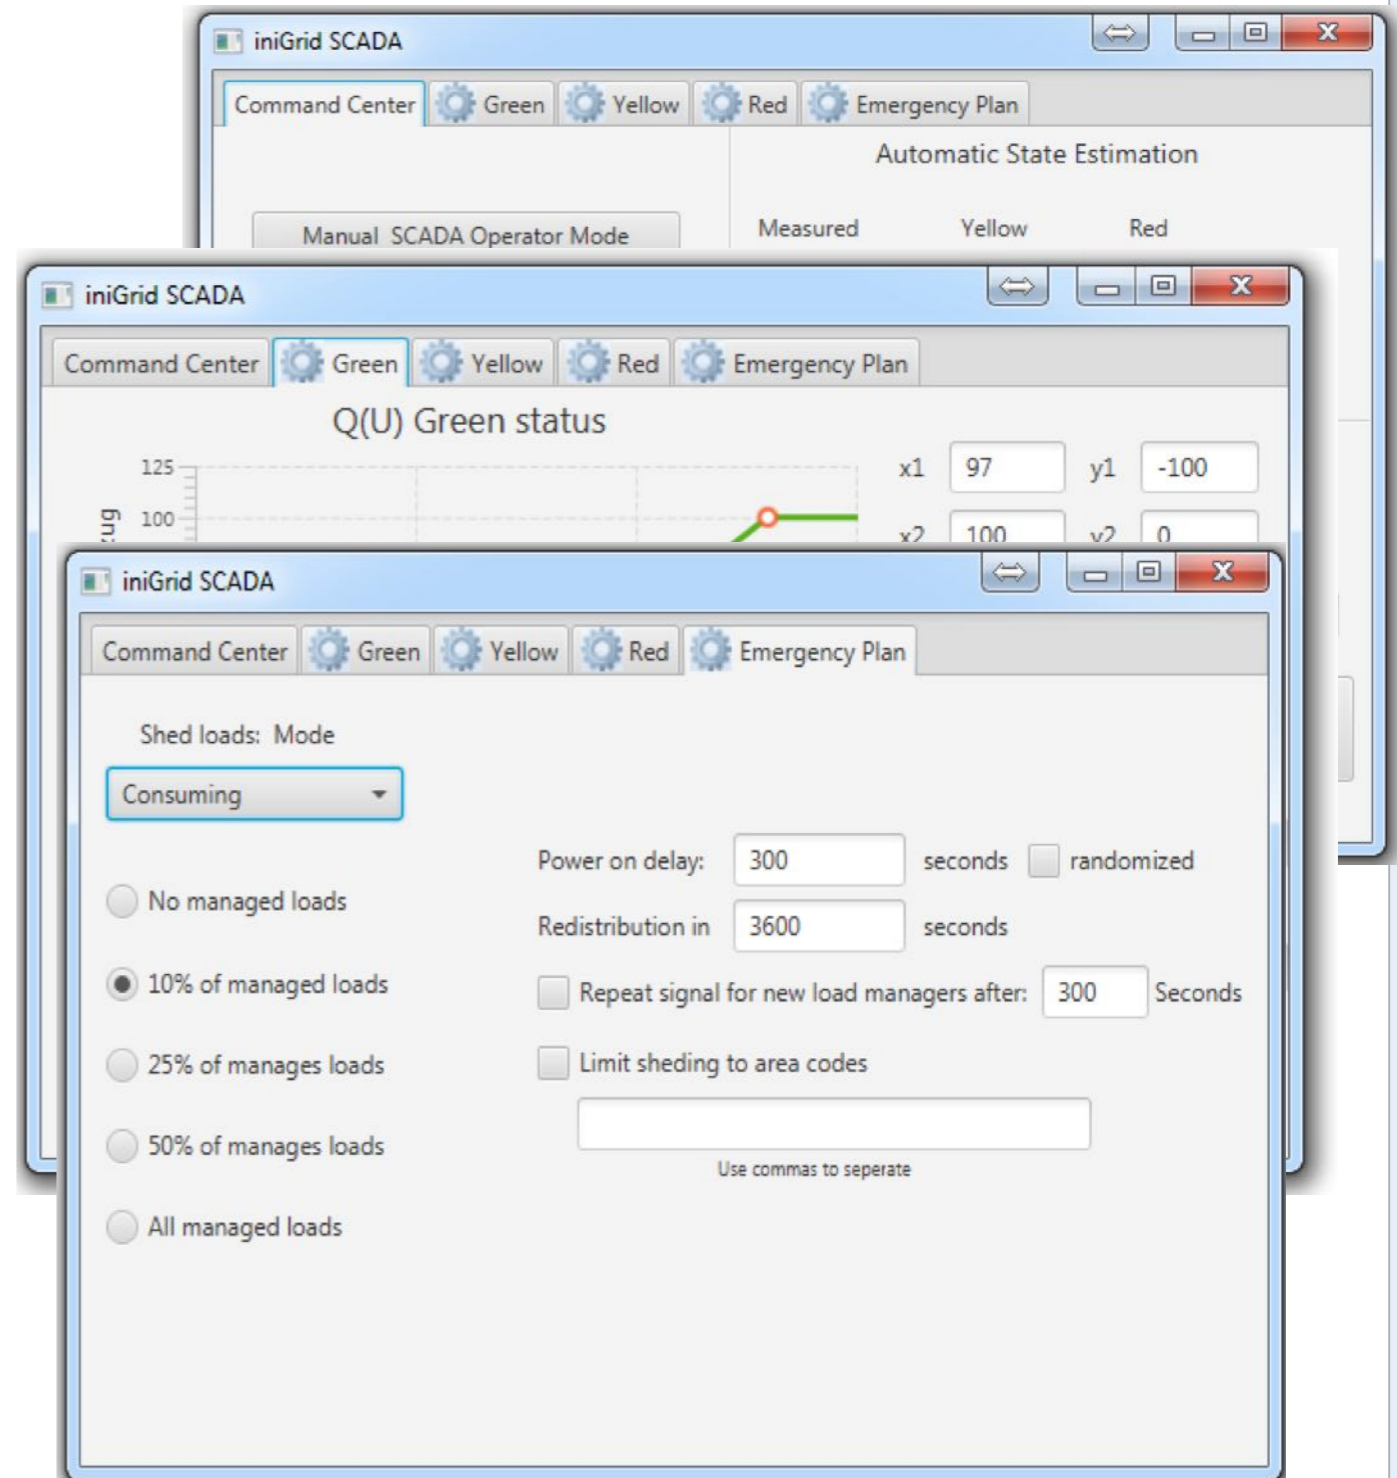 iniGrid SCADA
Command Center Green Yellow Red Emergency Plan
Automatic State Estimation
Manual SCADA Operator Mode
Measured Yellow Red
iniGrid SCADA
Command Center Green Yellow Red Emergency Plan
Q(U) Green status
125
100
zug
x1 97 y1 -100
x2 100 y2 0
iniGrid SCADA
Command Center Green Yellow Red Emergency Plan
Shed loads: Mode
Consuming
Power on delay: 300 seconds randomized
No managed loads
Redistribution in 3600 seconds
10% of managed loads
Repeat signal for new load managers after: 300 Seconds
25% of manages loads
Limit sheding to area codes
50% of manages loads
Use commas to seperate
All managed loads